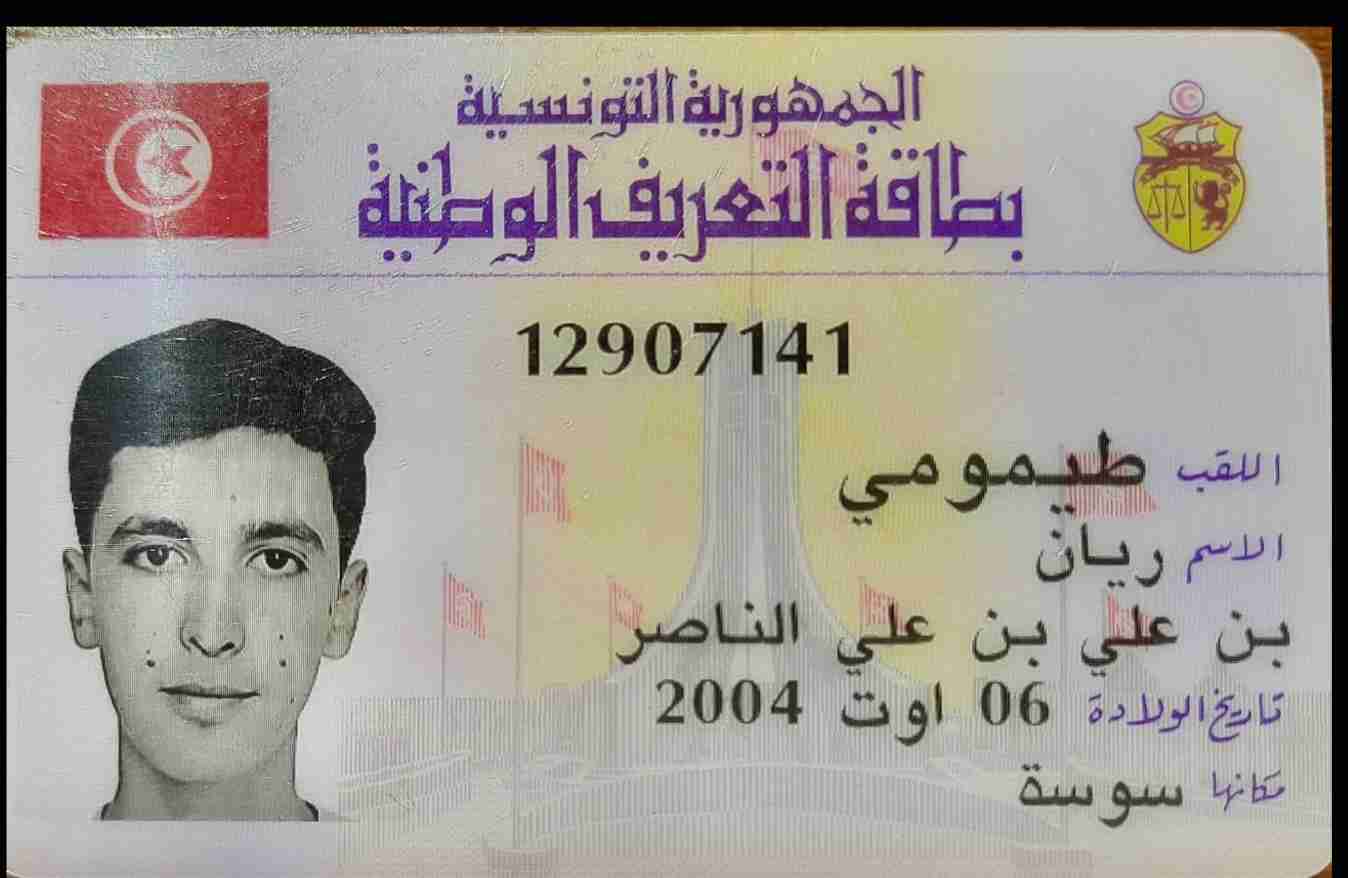 الجمهورية التونسية
بطاقة التعريف الوطنية
12907141
اللقب طيمومي
الاسم ريان
بن علي بن علي الناصر
تاريخ الولادة 06 اوت 2004
مكانها سوسة